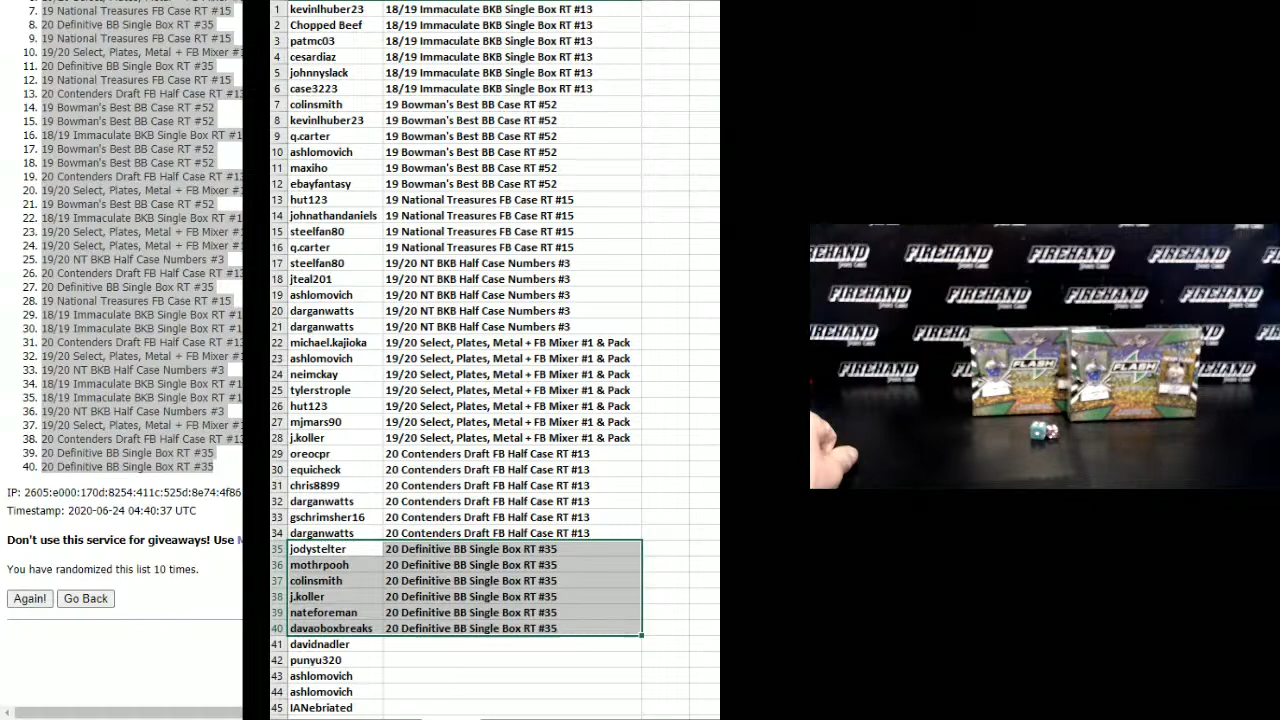 7. 19 National Treasures FB Case RT #15
8. 20 Definitive BB Single Box RT #35
9. 19 National Treasures FB Case RT #15
10. 19/20 Select, Plates, Metal + FB Mixer #1
11. 20 Definitive BB Single Box RT #35
12. 19 National Treasures FB Case RT #15
13. 20 Contenders Draft FB Half Case RT #13
14. 19 Bowman's Best BB Case RT #52
15. 19 Bowman's Best BB Case RT #52
16. 18/19 Immaculate BKB Single Box RT #1
17. 19 Bowman's Best BB Case RT #52
18. 19 Bowman's Best BB Case RT #52
19. 20 Contenders Draft FB Half Case RT #13
20. 19/20 Select, Plates, Metal + FB Mixer #1
21. 19 Bowman's Best BB Case RT #52
22. 18/19 Immaculate BKB Single Box RT #1
23. 19/20 Select, Plates, Metal + FB Mixer #1
24. 19/20 Select, Plates, Metal + FB Mixer #1
25. 19/20 NT BKB Half Case Numbers #3
26. 20 Contenders Draft FB Half Case RT #13
27. 20 Definitive BB Single Box RT #35
28. 19 National Treasures FB Case RT #15
29. 18/19 Immaculate BKB Single Box RT #1
30. 18/19 Immaculate BKB Single Box RT #1
31. 20 Contenders Draft FB Half Case RT #13
32. 19/20 Select, Plates, Metal + FB Mixer #1
33. 19/20 NT BKB Half Case Numbers #3
34. 18/19 Immaculate BKB Single Box RT #1
35. 18/19 Immaculate BKB Single Box RT #1
36. 19/20 NT BKB Half Case Numbers #3
37. 19/20 Select, Plates, Metal + FB Mixer #1
38. 20 Contenders Draft FB Half Case RT #13
39. 20 Definitive BB Single Box RT #35
40. 20 Definitive BB Single Box RT #35
IP: 2605:e000:170d:8254:411c:525d:8e74:4f86
Timestamp: 2020-06-24 04:40:37 UTC
Don't use this service for giveaways! Use
You have randomized this list 10 times.
Again! Go Back
1 kevinlhuber23 18/19 Immaculate BKB Single Box RT #13
2 Chopped Beef 18/19 Immaculate BKB Single Box RT #13
3 patmc03 18/19 Immaculate BKB Single Box RT #13
4 cesardiaz 18/19 Immaculate BKB Single Box RT #13
5 johnnyslack 18/19 Immaculate BKB Single Box RT #13
6 case3223 18/19 Immaculate BKB Single Box RT #13
7 colinsmith 19 Bowman's Best BB Case RT #52
8 kevinlhuber23 19 Bowman's Best BB Case RT #52
9 q.carter 19 Bowman's Best BB Case RT #52
10 ashlomovich 19 Bowman's Best BB Case RT #52
11 maxiho 19 Bowman's Best BB Case RT #52
12 ebayfantasy 19 Bowman's Best BB Case RT #52
13 hut123 19 National Treasures FB Case RT #15
14 johnathandaniels 19 National Treasures FB Case RT #15
15 steelfan80 19 National Treasures FB Case RT #15
16 q.carter 19 National Treasures FB Case RT #15
17 steelfan80 19/20 NT BKB Half Case Numbers #3
18 jteal201 19/20 NT BKB Half Case Numbers #3
19 ashlomovich 19/20 NT BKB Half Case Numbers #3
20 darganwatts 19/20 NT BKB Half Case Numbers #3
21 darganwatts 19/20 NT BKB Half Case Numbers #3
22 michael.kajioka 19/20 Select, Plates, Metal + FB Mixer #1 & Pack
23 ashlomovich 19/20 Select, Plates, Metal + FB Mixer #1 & Pack
24 neimckay 19/20 Select, Plates, Metal + FB Mixer #1 & Pack
25 tylerstrople 19/20 Select, Plates, Metal + FB Mixer #1 & Pack
26 hut123 19/20 Select, Plates, Metal + FB Mixer #1 & Pack
27 mjmars90 19/20 Select, Plates, Metal + FB Mixer #1 & Pack
28 j.koller 19/20 Select, Plates, Metal + FB Mixer #1 & Pack
29 oreocpr 20 Contenders Draft FB Half Case RT #13
30 equicheck 20 Contenders Draft FB Half Case RT #13
31 chris8899 20 Contenders Draft FB Half Case RT #13
32 darganwatts 20 Contenders Draft FB Half Case RT #13
33 gschrimsher16 20 Contenders Draft FB Half Case RT #13
34 darganwatts 20 Contenders Draft FB Half Case RT #13
35 jodystelter 20 Definitive BB Single Box RT #35
36 mothrpooh 20 Definitive BB Single Box RT #35
37 colinsmith 20 Definitive BB Single Box RT #35
38 j.koller 20 Definitive BB Single Box RT #35
39 nateforeman 20 Definitive BB Single Box RT #35
40 davaoboxbreaks 20 Definitive BB Single Box RT #35
41 davidnadler
42 punyu320
43 ashlomovich
44 ashlomovich
45 IANebriated
FIREHAND FIREHAND FIREHAND FIREHAND
FIREHAND FIREHAND FIREHAND FIREHAND
FIREHAND FIREHAND
FIREHAND FIREHAND
FLASH FLASH